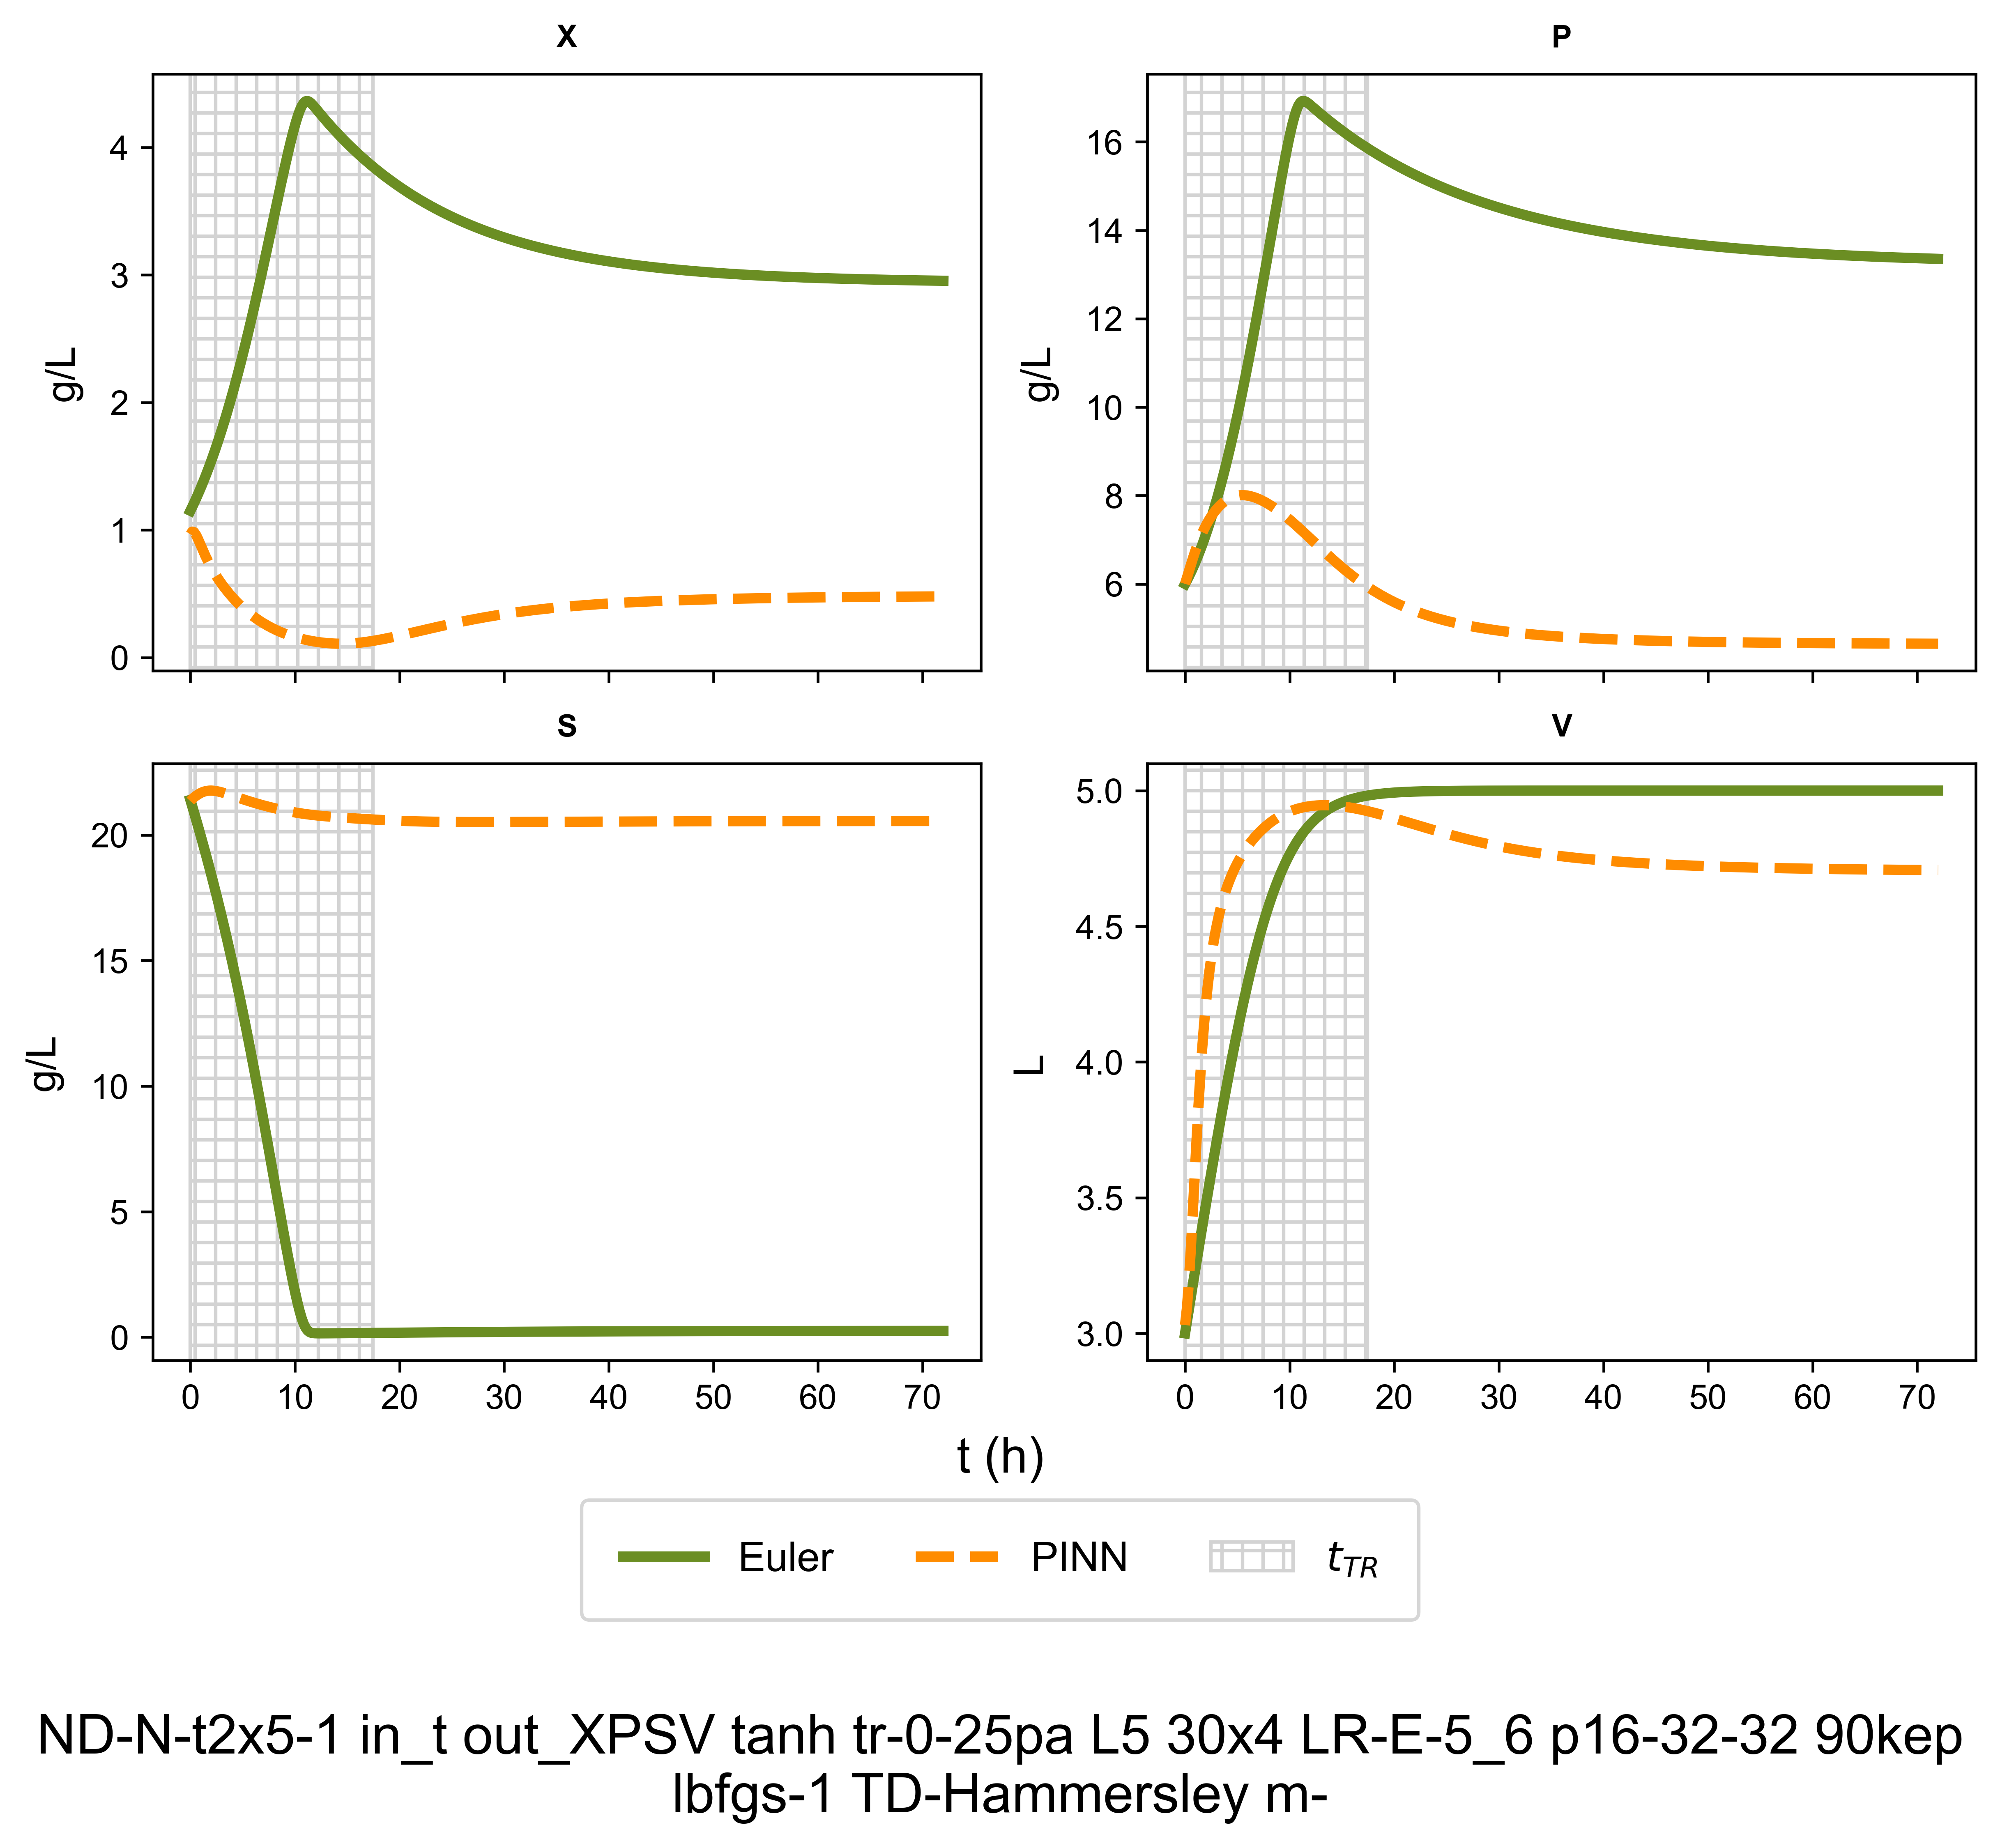 X
P
4
3
2
1
0
g/L
16
14
12
10
8
6
g/L
S
V
20
15
10
5
0
g/L
5.0
4.5
4.0
3.5
3.0
L
0 10 20 30 40 50 60 70
0 10 20 30 40 50 60 70
t (h)
Euler PINN t_TR
ND-N-t2x5-1 in_t out_XPSV tanh tr-0-25pa L5 30x4 LR-E-5_6 p16-32-32 90kep
lbfgs-1 TD-Hammersley m-